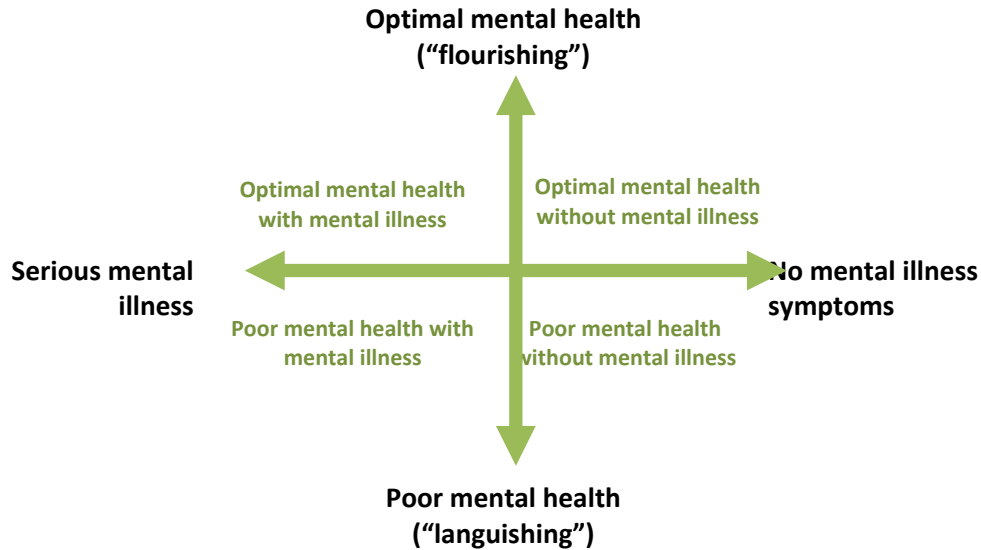 Optimal mental health
(“flourishing”)
Optimal mental health
with mental illness
Optimal mental health
without mental illness
Serious mental
illness
No mental illness
symptoms
Poor mental health with
mental illness
Poor mental health
without mental illness
Poor mental health
(“languishing”)